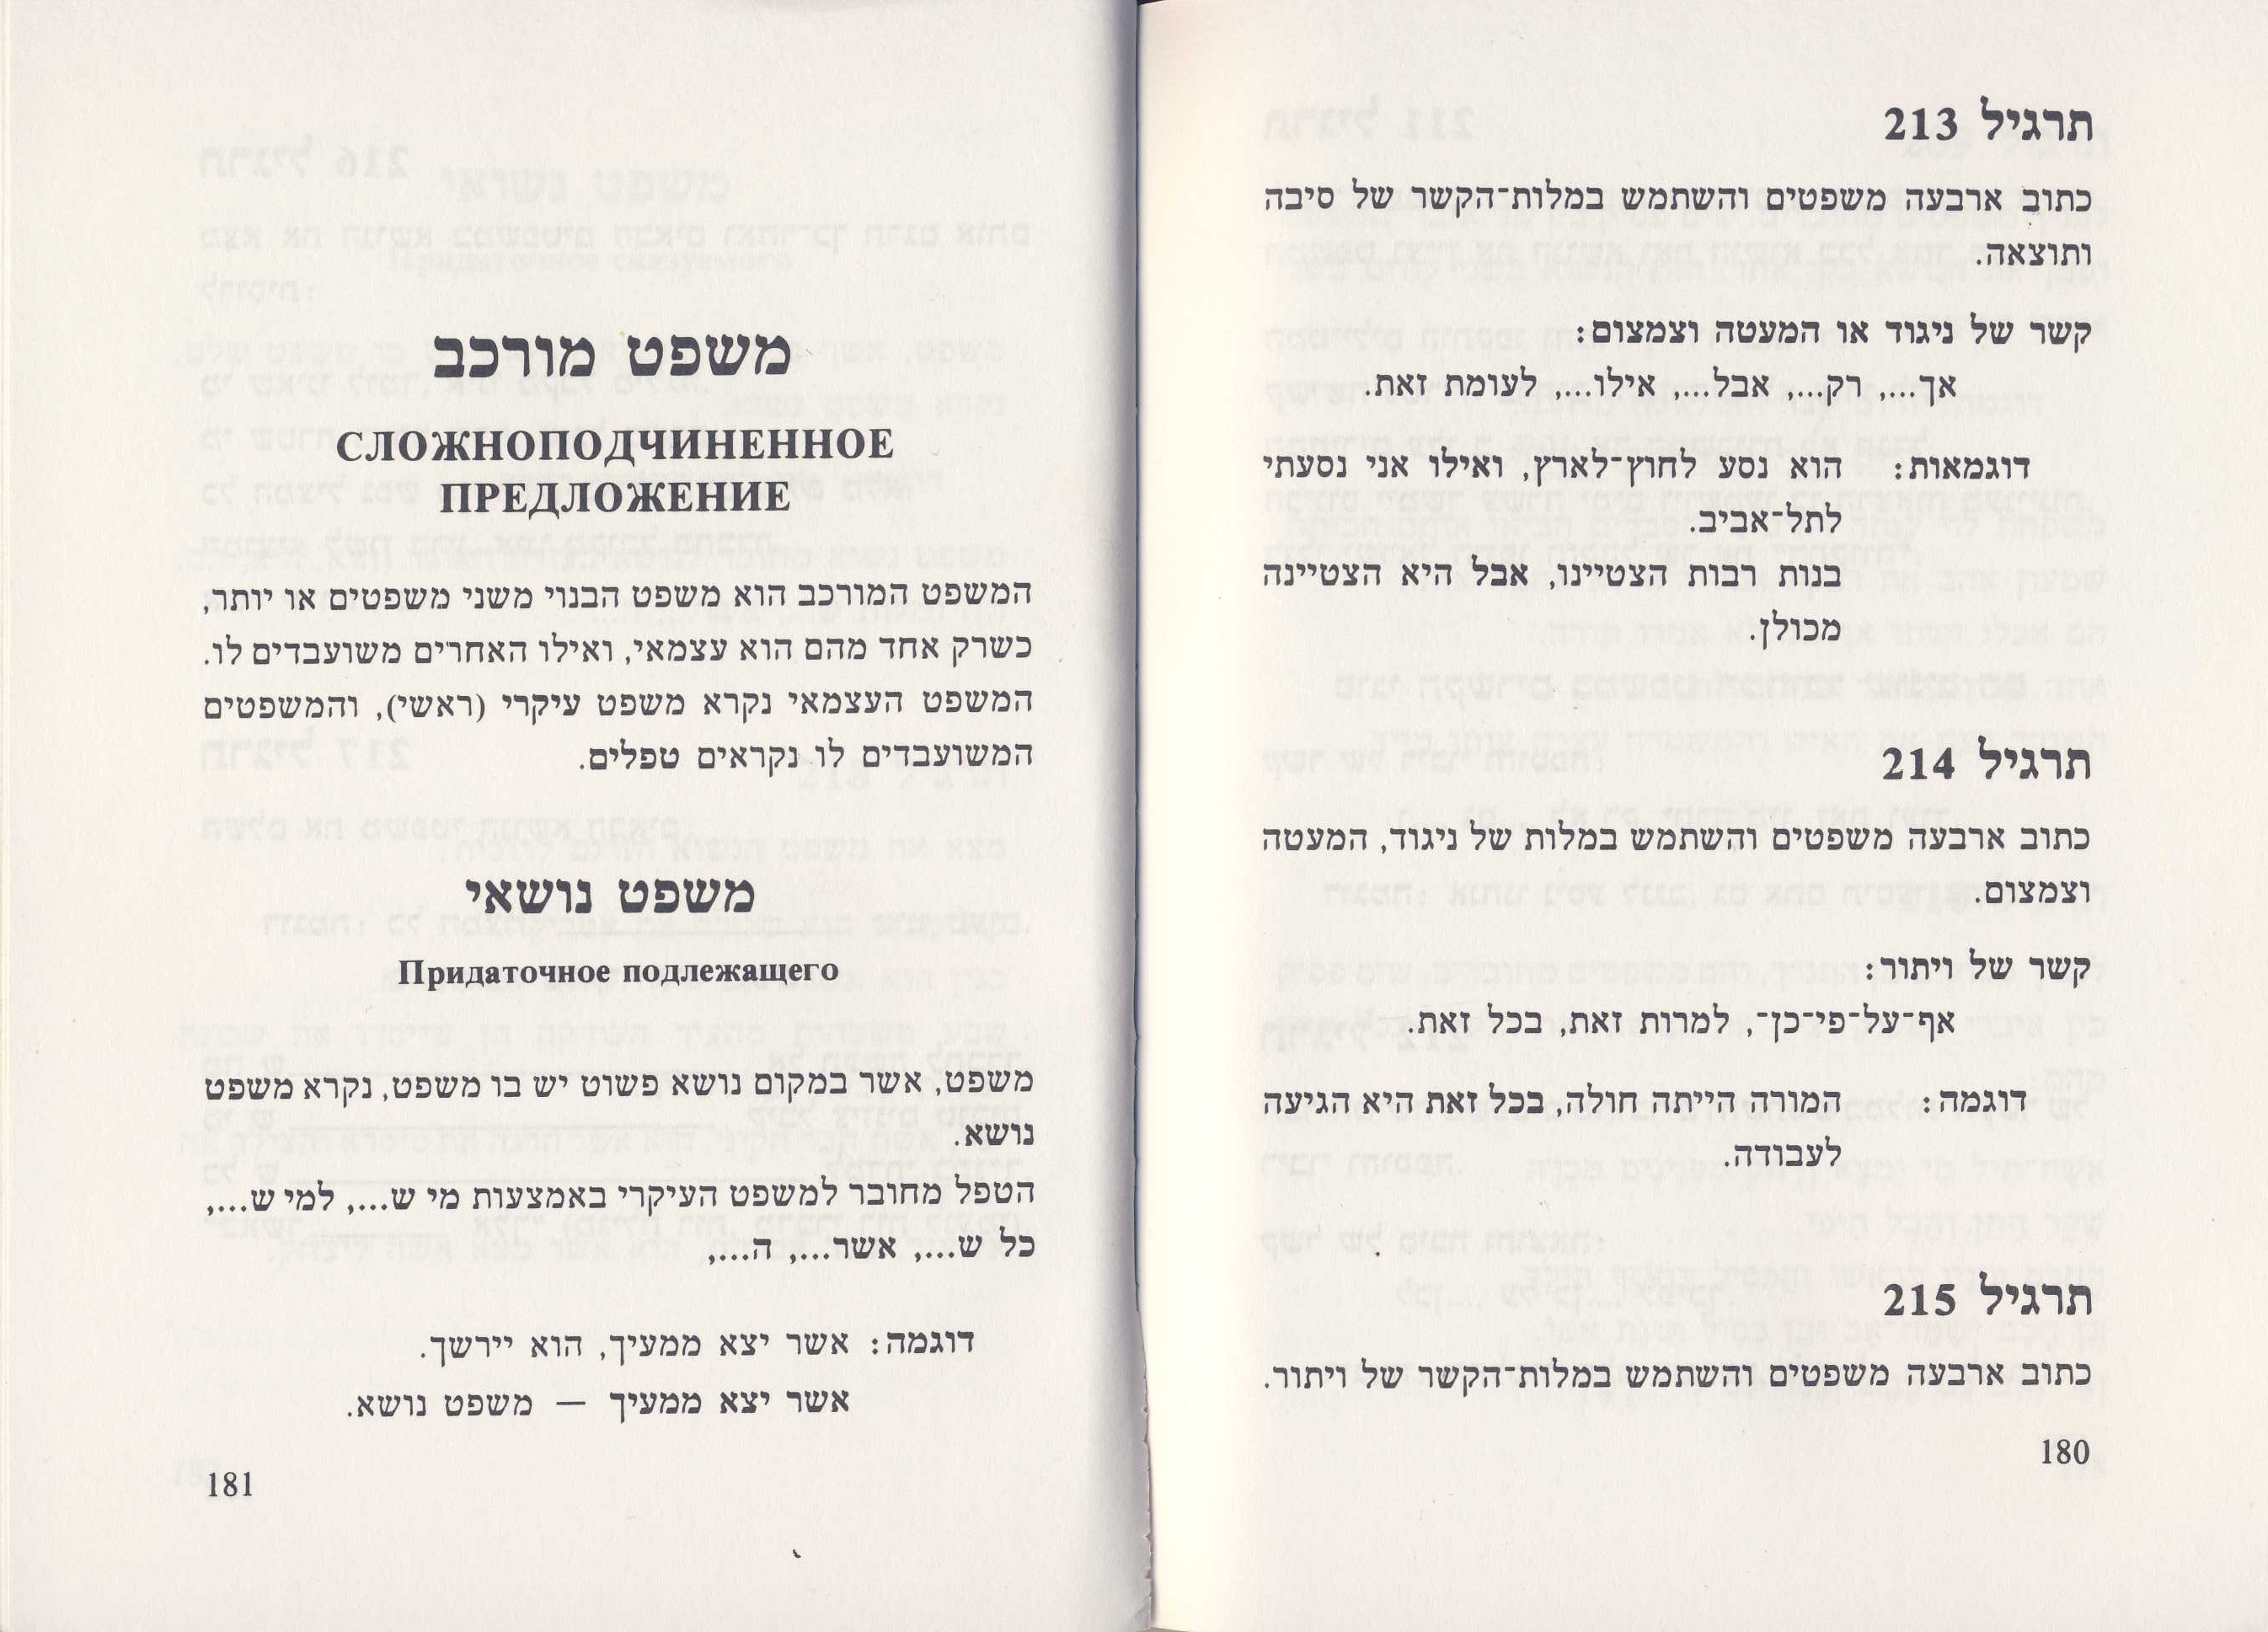 תרגיל 213
כתוב ארבעה משפטים והשתמש במלות־הקשר של סיבה
ותוצאה.
קשר של ניגוד או המעטה וצמצום:
אך..., רק..., אבל..., אילו..., לעומת זאת.
דוגמאות: הוא נסע לחוץ־לארץ, ואילו אני נסעתי
לתל־אביב.
בנות רבות הצטיינו, אבל היא הצטיינה
מכולן.
תרגיל 214
כתוב ארבעה משפטים והשתמש במלות של ניגוד, המעטה
וצמצום.
קשר של ויתור:
אף־על־פי־כן־, למרות זאת, בכל זאת.
דוגמה: המורה הייתה חולה, בכל זאת היא הגיעה
לעבודה.
תרגיל 215
כתוב ארבעה משפטים והשתמש במלות־הקשר של ויתור.
180
משפט מורכב
СЛОЖНОПОДЧИНЕННОЕ
ПРЕДЛОЖЕНИЕ
המשפט המורכב הוא משפט הבנוי משני משפטים או יותר,
כשרק אחד מהם הוא עצמאי, ואילו האחרים משועבדים לו.
המשפט העצמאי נקרא משפט עיקרי (ראשי), והמשפטים
המשועבדים לו נקראים טפלים.
משפט נושאי
Придаточное подлежащего
משפט, אשר במקום נושא פשוט יש בו משפט, נקרא משפט
נושא.
הטפל מחובר למשפט העיקרי באמצעות מי ש..., למי ש...,
כל ש..., אשר..., ה...,
דוגמה: אשר יצא ממעיך, הוא יירשך.
אשר יצא ממעיך — משפט נושא.
181